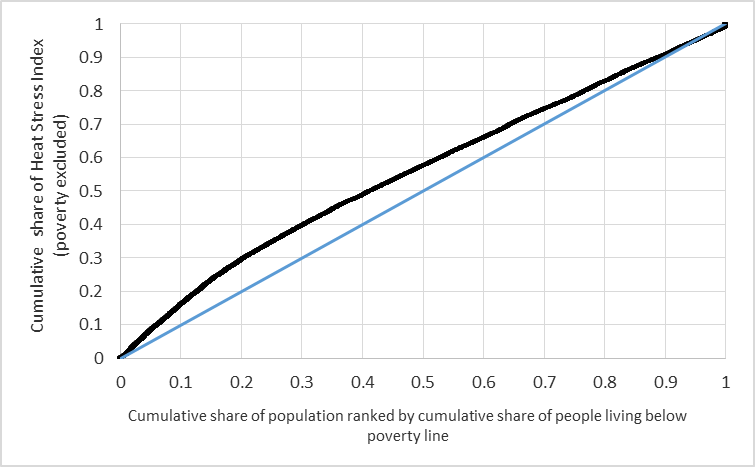 Cumulative share of Heat Stress Index
(poverty excluded)
1
0.9
0.8
0.7
0.6
0.5
0.4
0.3
0.2
0.1
0
0 0.1 0.2 0.3 0.4 0.5 0.6 0.7 0.8 0.9 1
Cumulative share of population ranked by cumulative share of people living below
poverty line